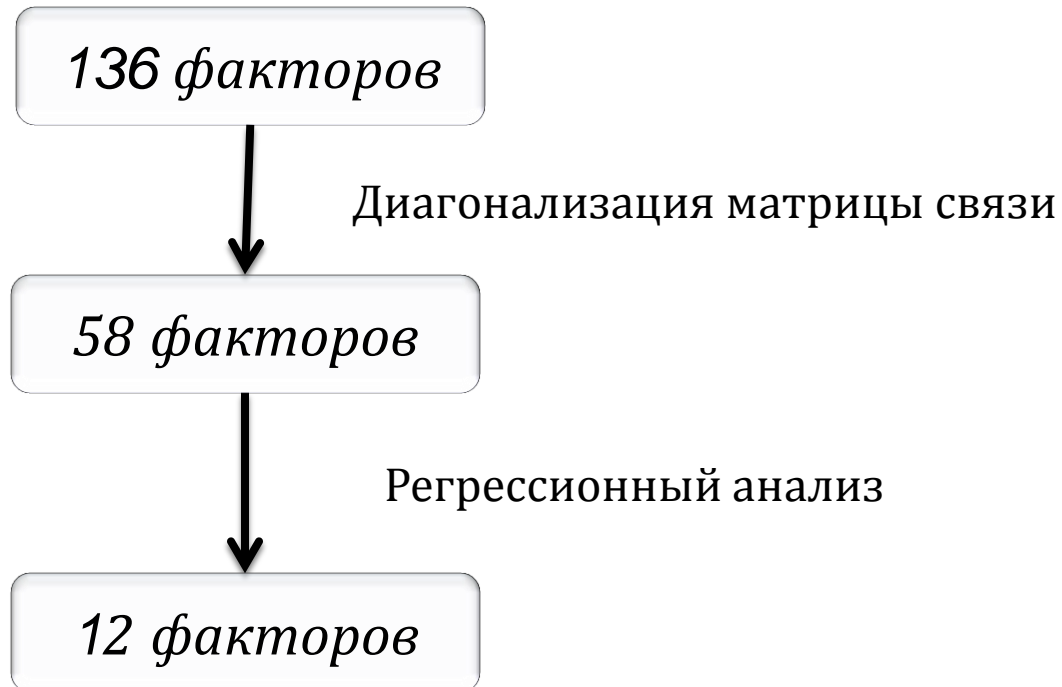 136 факторов
Диагонализация матрицы связи
58 факторов
Регрессионный анализ
12 факторов